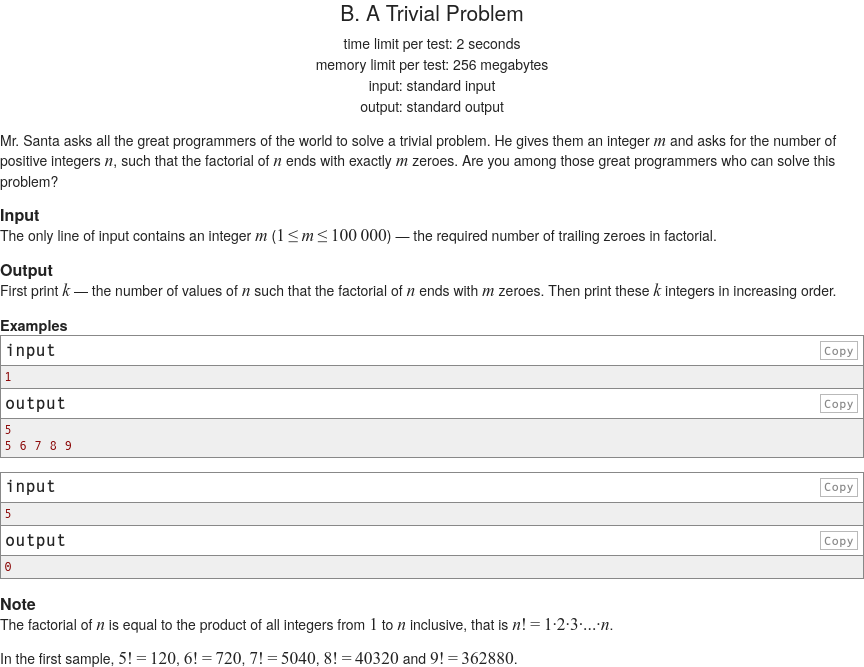 B. A Trivial Problem
time limit per test: 2 seconds
memory limit per test: 256 megabytes
input: standard input
output: standard output
Mr. Santa asks all the great programmers of the world to solve a trivial problem. He gives them an integer m and asks for the number of
positive integers n, such that the factorial of n ends with exactly m zeroes. Are you among those great programmers who can solve this
problem?
Input
The only line of input contains an integer m (1 ≤ m ≤ 100 000) — the required number of trailing zeroes in factorial.
Output
First print k — the number of values of n such that the factorial of n ends with m zeroes. Then print these k integers in increasing order.
Examples
input Copy
1
output Copy
5
5 6 7 8 9
input Copy
5
output Copy
0
Note
The factorial of n is equal to the product of all integers from 1 to n inclusive, that is n! = 1·2·3·...·n.
In the first sample, 5! = 120, 6! = 720, 7! = 5040, 8! = 40320 and 9! = 362880.